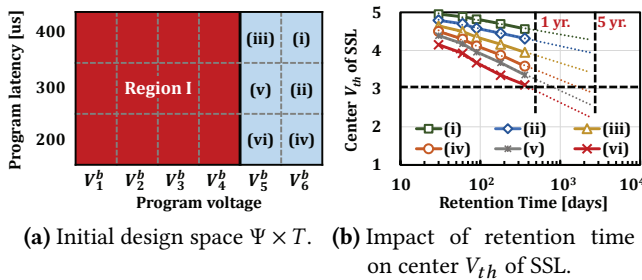 Program latency [us]
400
300
200
Region I
(iii) (i)
(v) (ii)
(vi) (iv)
V₁ᵇ V₂ᵇ V₃ᵇ V₄ᵇ V₅ᵇ V₆ᵇ
Program voltage
(a) Initial design space Ψ × T.
Center Vth of SSL
5
4
3
2
1
1 yr. 5 yr.
(i) (ii) (iii)
(iv) (v) (vi)
10 10² 10³ 10⁴
Retention Time [days]
(b) Impact of retention time
on center Vth of SSL.